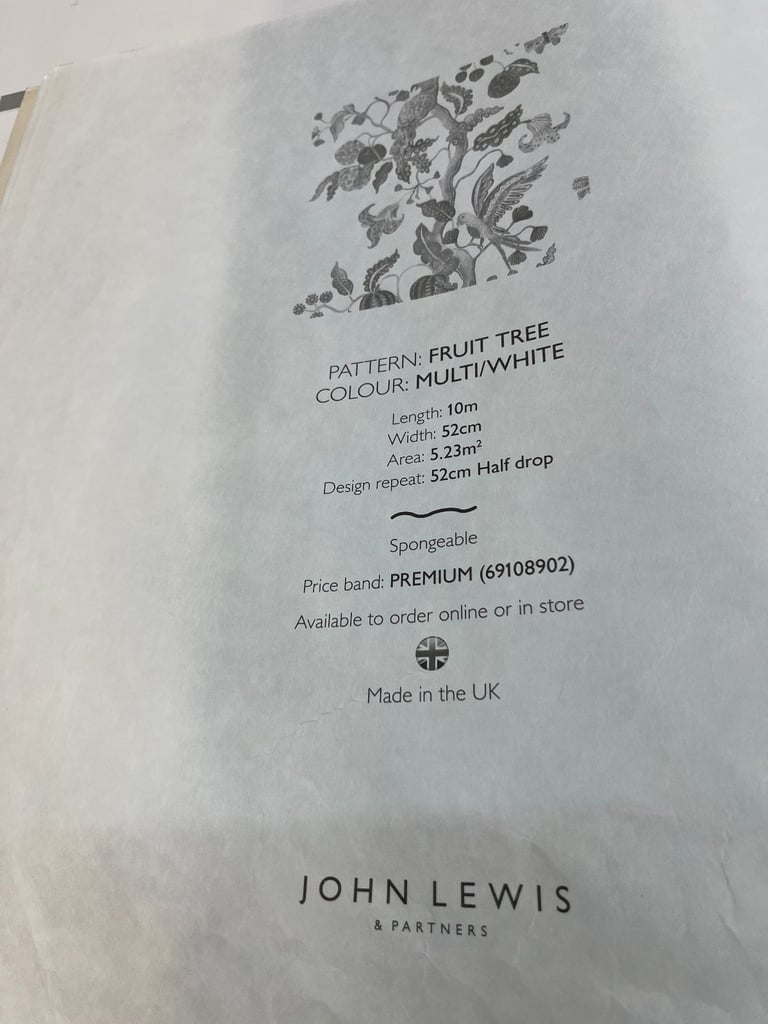 PATTERN: FRUIT TREE
COLOUR: MULTI/WHITE
Length: 10m
Width: 52cm
Area: 5.23m²
Design repeat: 52cm Half drop
Spongeable
Price band: PREMIUM (69108902)
Available to order online or in store
Made in the UK
JOHN LEWIS
& PARTNERS